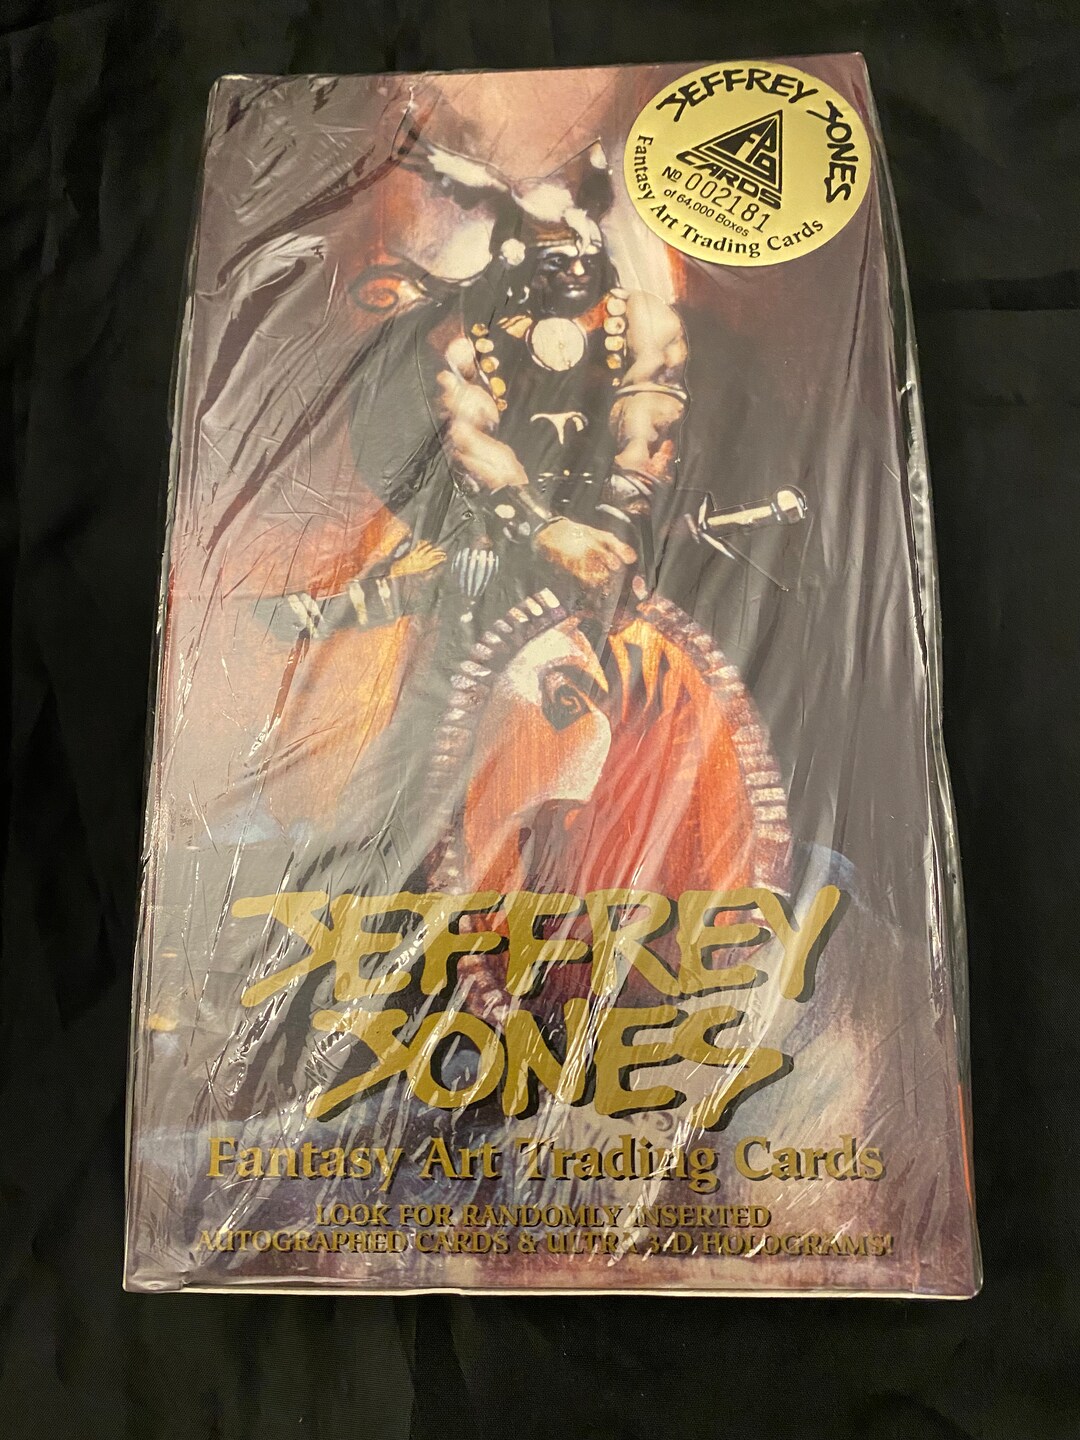 JEFFREY JONES
FPG
CARDS
No 002181
of 64,000 Boxes
Fantasy Art Trading Cards
JEFFREY
JONES
Fantasy Art Trading Cards
LOOK FOR RANDOMLY INSERTED
AUTOGRAPHED CARDS & ULTRA 3-D HOLOGRAMS!